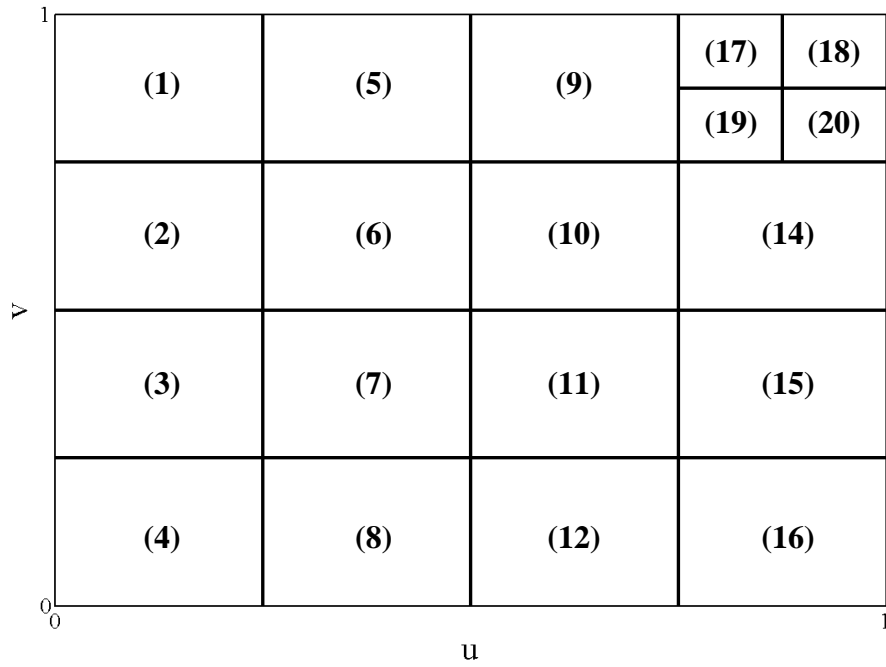 1
(17) (18)
(1) (5) (9)
(19) (20)
(2) (6) (10) (14)
v
(3) (7) (11) (15)
(4) (8) (12) (16)
0
0 1
u